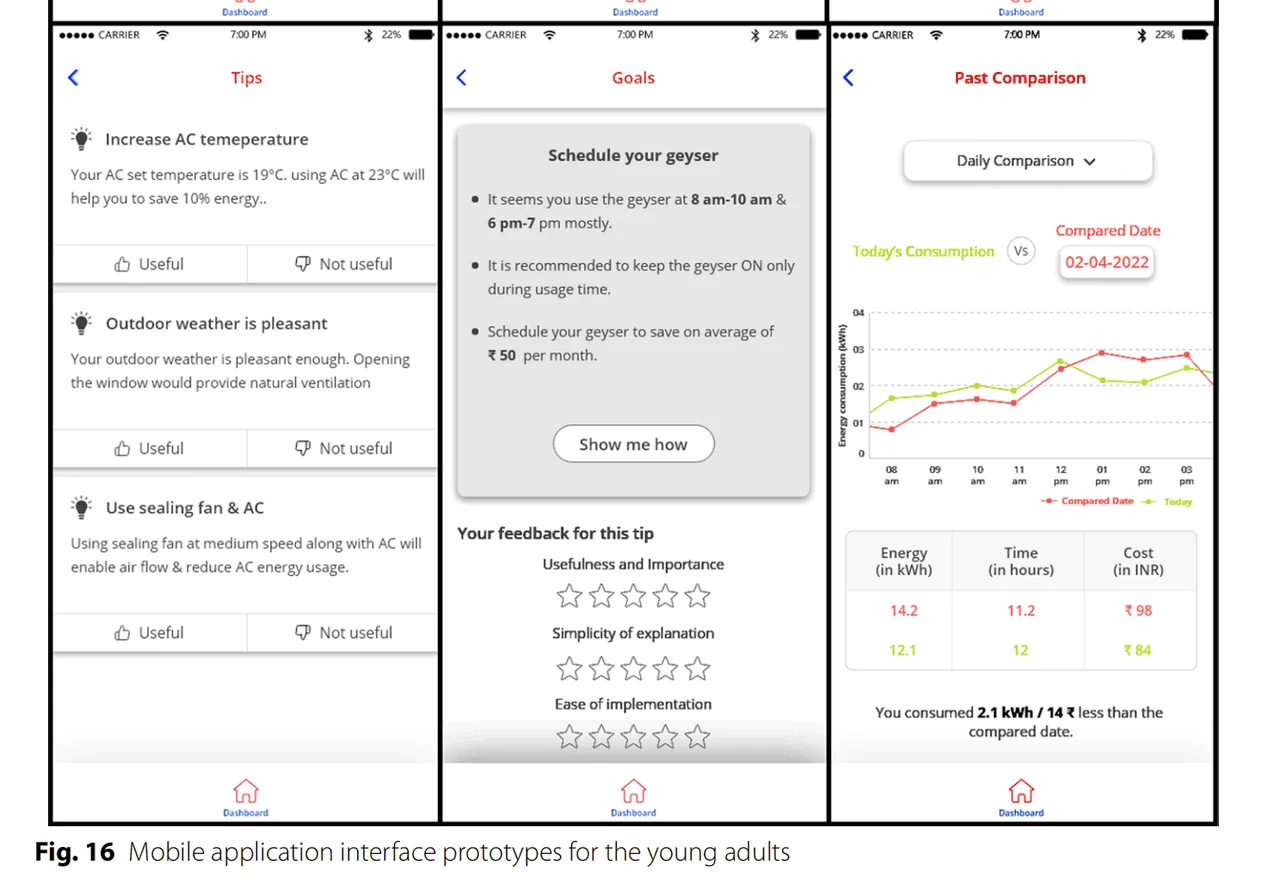 Dashboard
Dashboard
Dashboard
●●●●● CARRIER 7:00 PM 22%
Tips
Increase AC temeperature
Your AC set temperature is 19°C. using AC at 23°C will
help you to save 10% energy..
Useful
Not useful
Outdoor weather is pleasant
Your outdoor weather is pleasant enough. Opening
the window would provide natural ventilation
Useful
Not useful
Use sealing fan & AC
Using sealing fan at medium speed along with AC will
enable air flow & reduce AC energy usage.
Useful
Not useful
Dashboard
●●●●● CARRIER 7:00 PM 22%
Goals
Schedule your geyser
• It seems you use the geyser at 8 am-10 am &
6 pm-7 pm mostly.
• It is recommended to keep the geyser ON only
during usage time.
• Schedule your geyser to save on average of
₹ 50 per month.
Show me how
Your feedback for this tip
Usefulness and Importance
Simplicity of explanation
Ease of implementation
Dashboard
●●●●● CARRIER 7:00 PM 22%
Past Comparison
Daily Comparison
Compared Date
Today's Consumption Vs
02-04-2022
Energy consumption (kWh)
04
03
02
01
0
08 09 10 11 12 01 02 03
am am am am pm pm pm pm
Compared Date Today
Energy Time Cost
(in kWh) (in hours) (in INR)
14.2 11.2 ₹ 98
12.1 12 ₹ 84
You consumed 2.1 kWh / 14 ₹ less than the
compared date.
Dashboard
Fig. 16 Mobile application interface prototypes for the young adults